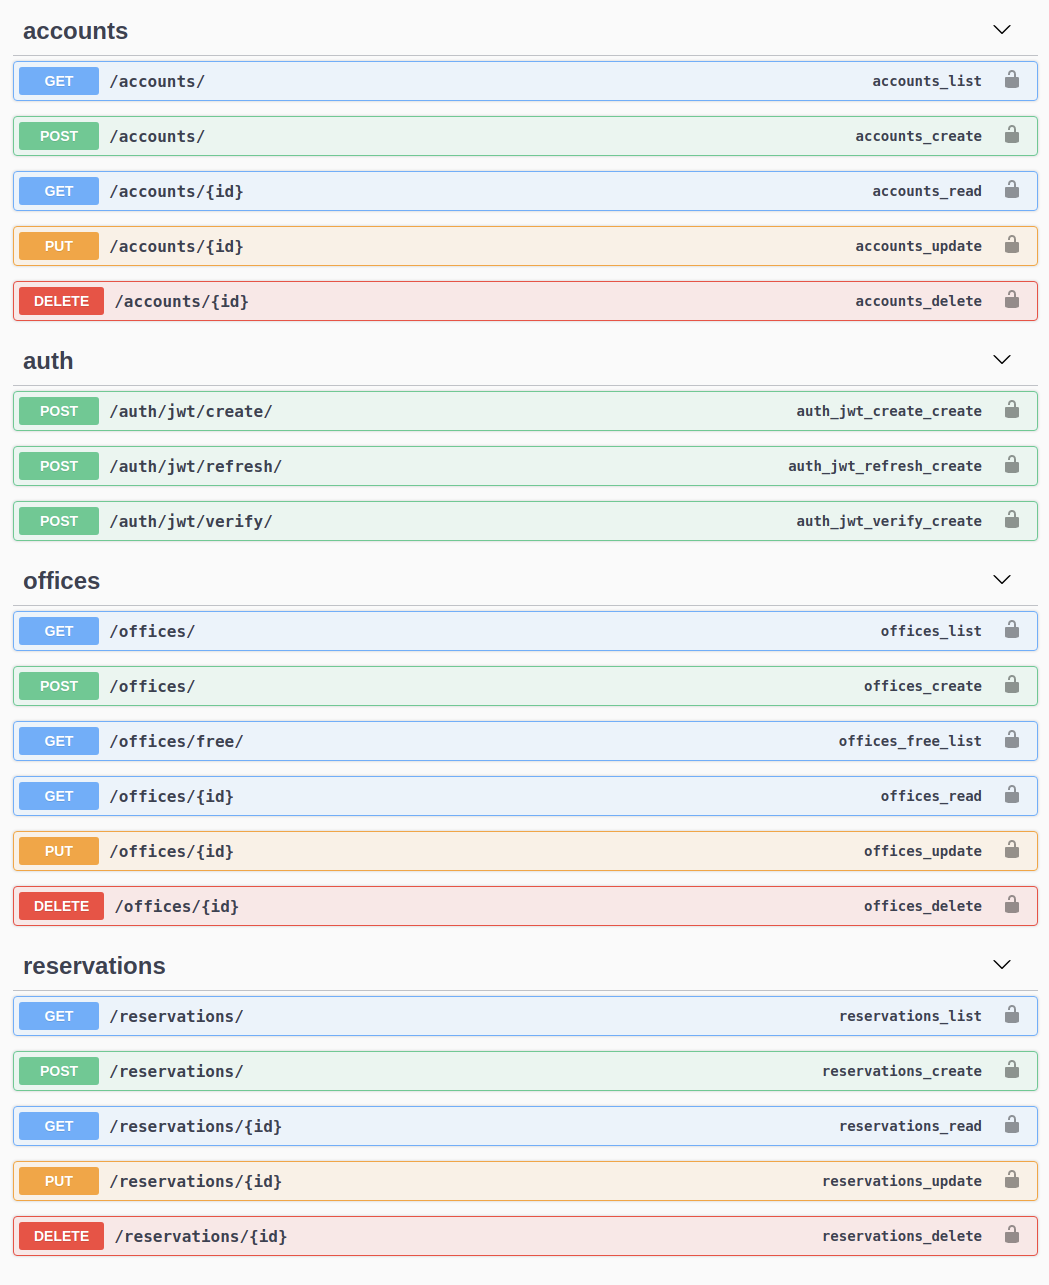 accounts
GET /accounts/ accounts_list
POST /accounts/ accounts_create
GET /accounts/{id} accounts_read
PUT /accounts/{id} accounts_update
DELETE /accounts/{id} accounts_delete
auth
POST /auth/jwt/create/ auth_jwt_create_create
POST /auth/jwt/refresh/ auth_jwt_refresh_create
POST /auth/jwt/verify/ auth_jwt_verify_create
offices
GET /offices/ offices_list
POST /offices/ offices_create
GET /offices/free/ offices_free_list
GET /offices/{id} offices_read
PUT /offices/{id} offices_update
DELETE /offices/{id} offices_delete
reservations
GET /reservations/ reservations_list
POST /reservations/ reservations_create
GET /reservations/{id} reservations_read
PUT /reservations/{id} reservations_update
DELETE /reservations/{id} reservations_delete